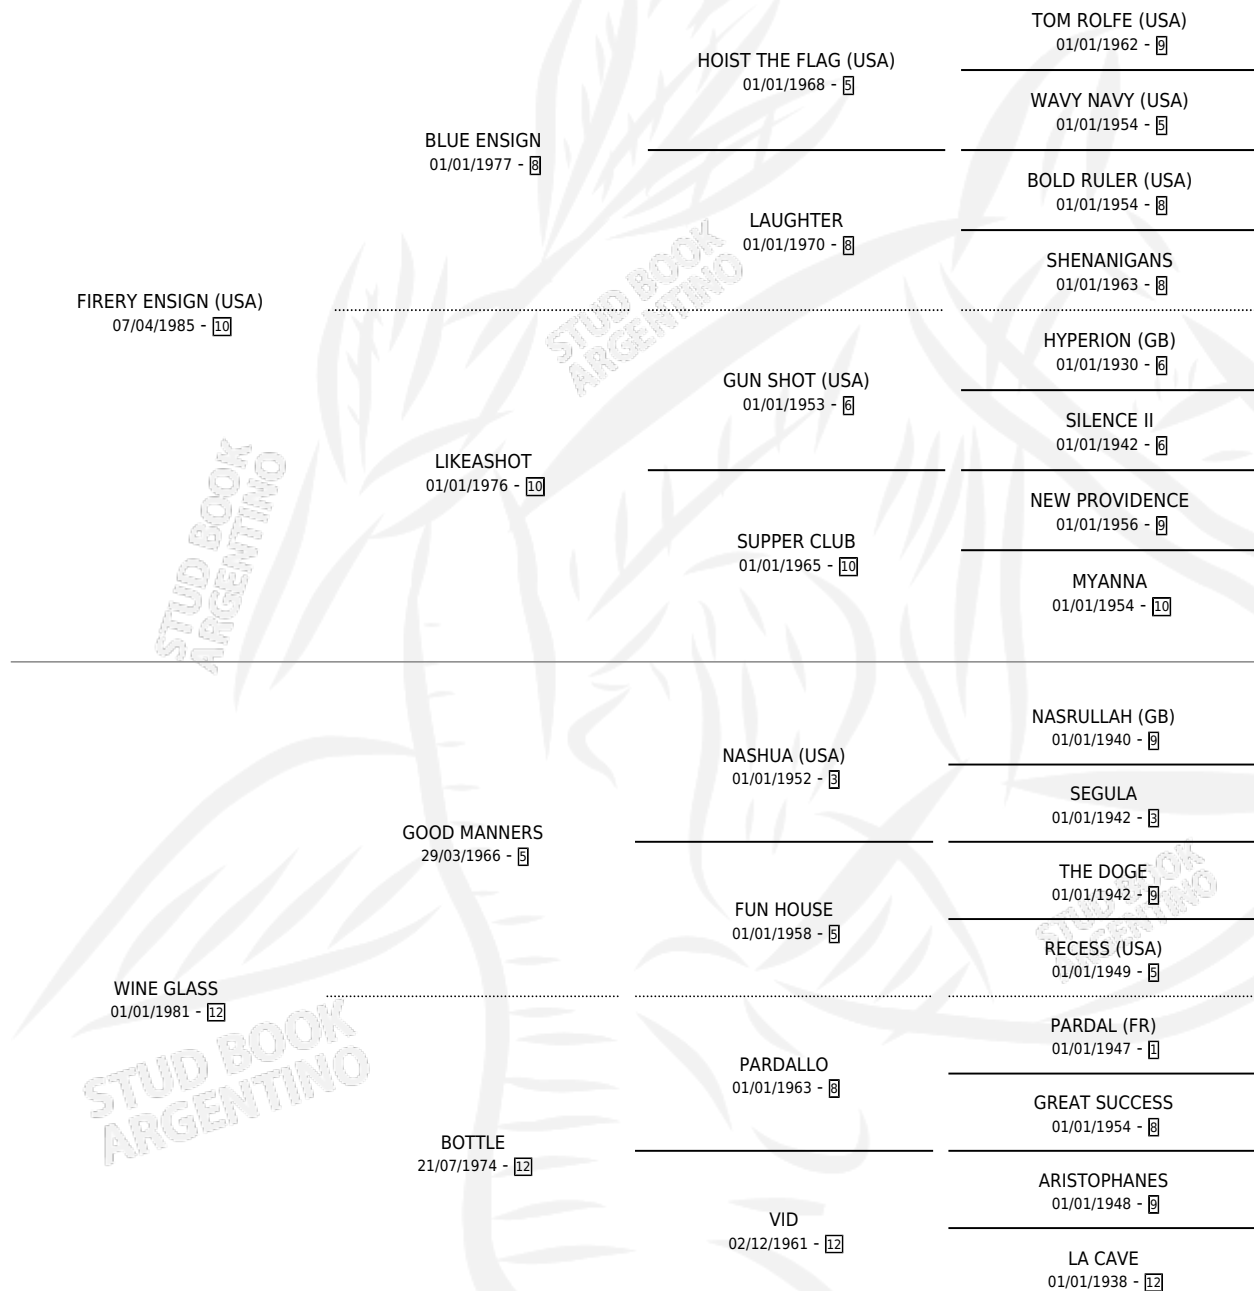 TOM ROLFE (USA)
01/01/1962 - 9
HOIST THE FLAG (USA)
01/01/1968 - 5
WAVY NAVY (USA)
01/01/1954 - 5
BLUE ENSIGN
01/01/1977 - 8
BOLD RULER (USA)
01/01/1954 - 8
LAUGHTER
01/01/1970 - 8
SHENANIGANS
01/01/1963 - 8
FIRERY ENSIGN (USA)
07/04/1985 - 10
HYPERION (GB)
01/01/1930 - 6
GUN SHOT (USA)
01/01/1953 - 6
SILENCE II
01/01/1942 - 6
LIKEASHOT
01/01/1976 - 10
NEW PROVIDENCE
01/01/1956 - 9
SUPPER CLUB
01/01/1965 - 10
MYANNA
01/01/1954 - 10
NASRULLAH (GB)
01/01/1940 - 9
NASHUA (USA)
01/01/1952 - 3
SEGULA
01/01/1942 - 3
GOOD MANNERS
29/03/1966 - 5
THE DOGE
01/01/1942 - 9
FUN HOUSE
01/01/1958 - 5
RECESS (USA)
01/01/1949 - 5
WINE GLASS
01/01/1981 - 12
PARDAL (FR)
01/01/1947 - 1
PARDALLO
01/01/1963 - 8
GREAT SUCCESS
01/01/1954 - 8
BOTTLE
21/07/1974 - 12
ARISTOPHANES
01/01/1948 - 9
VID
02/12/1961 - 12
LA CAVE
01/01/1938 - 12
STUD BOOK
ARGENTINO
STUD BOOK
ARGENTINO
STUD BOOK
ARGENTINO
STUD BOOK
ARGENTINO